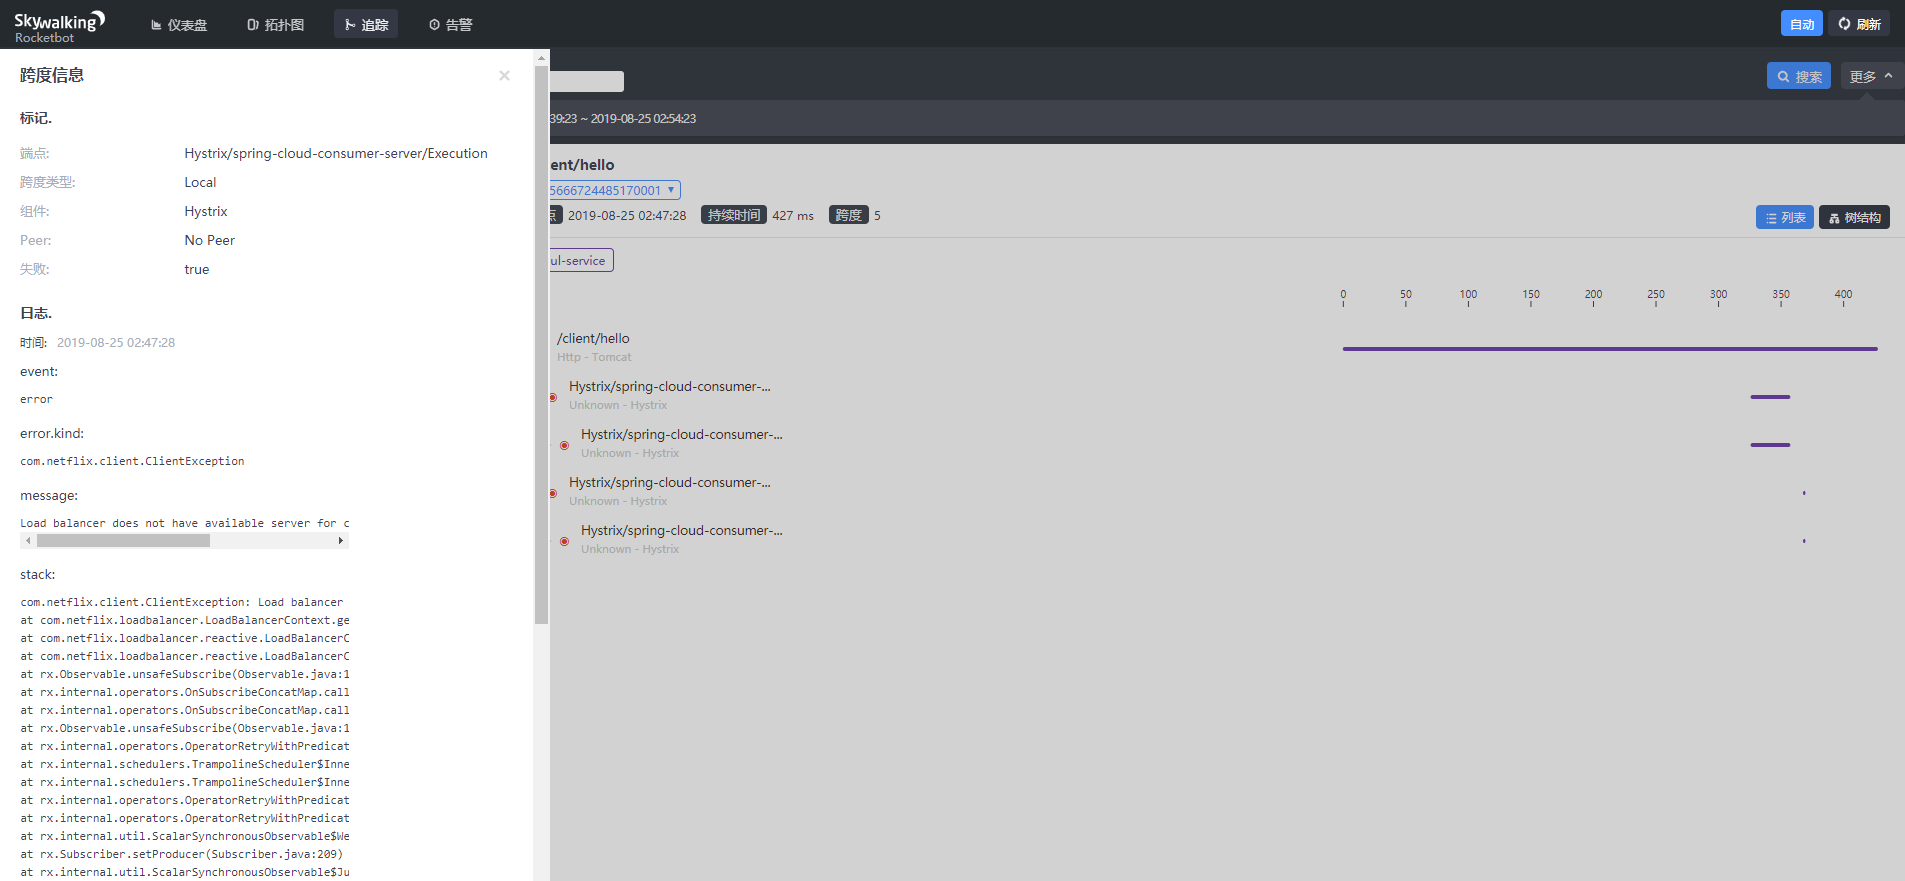 Skywalking
Rocketbot
仪表盘
拓扑图
追踪
告警
自动
刷新
跨度信息
×
标记.
端点: Hystrix/spring-cloud-consumer-server/Execution
跨度类型: Local
组件: Hystrix
Peer: No Peer
失败: true
日志.
时间: 2019-08-25 02:47:28
event:
error
error.kind:
com.netflix.client.ClientException
message:
Load balancer does not have available server for c
stack:
com.netflix.client.ClientException: Load balancer
at com.netflix.loadbalancer.LoadBalancerContext.ge
at com.netflix.loadbalancer.reactive.LoadBalancerC
at com.netflix.loadbalancer.reactive.LoadBalancerC
at rx.Observable.unsafeSubscribe(Observable.java:1
at rx.internal.operators.OnSubscribeConcatMap.call
at rx.internal.operators.OnSubscribeConcatMap.call
at rx.Observable.unsafeSubscribe(Observable.java:1
at rx.internal.operators.OperatorRetryWithPredicat
at rx.internal.schedulers.TrampolineScheduler$Inne
at rx.internal.schedulers.TrampolineScheduler$Inne
at rx.internal.operators.OperatorRetryWithPredicat
at rx.internal.operators.OperatorRetryWithPredicat
at rx.internal.util.ScalarSynchronousObservable$We
at rx.Subscriber.setProducer(Subscriber.java:209)
at rx.internal.util.ScalarSynchronousObservable$Ju
搜索
更多
39:23 ~ 2019-08-25 02:54:23
ent/hello
5666724485170001
点 2019-08-25 02:47:28 持续时间 427 ms 跨度 5
列表
树结构
ul-service
0 50 100 150 200 250 300 350 400
/client/hello
Http - Tomcat
Hystrix/spring-cloud-consumer-...
Unknown - Hystrix
Hystrix/spring-cloud-consumer-...
Unknown - Hystrix
Hystrix/spring-cloud-consumer-...
Unknown - Hystrix
Hystrix/spring-cloud-consumer-...
Unknown - Hystrix